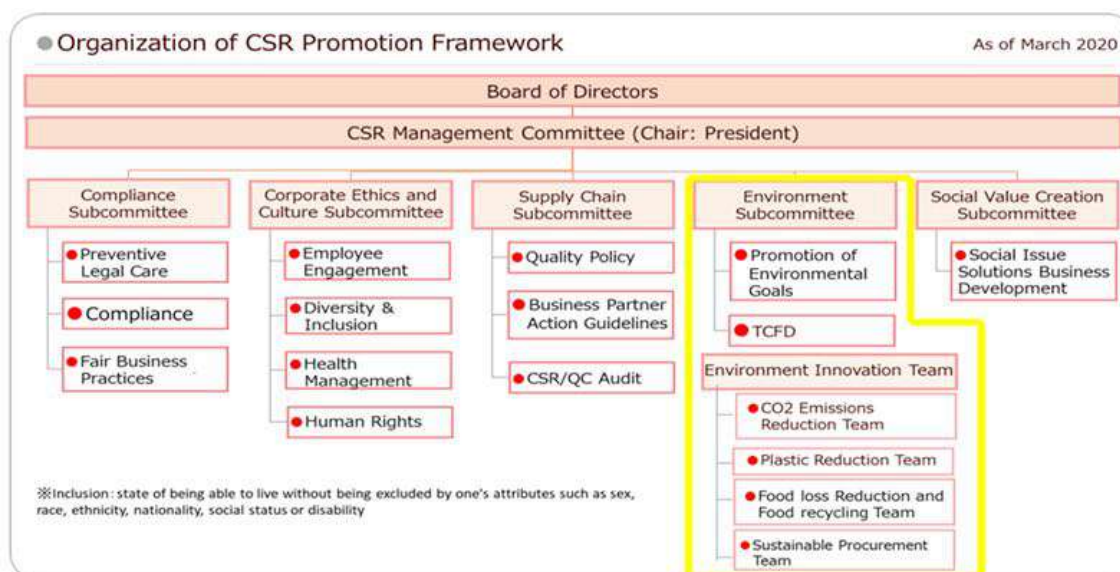 Organization of CSR Promotion Framework
As of March 2020
Board of Directors
CSR Management Committee (Chair: President)
Compliance
Subcommittee
Preventive
Legal Care
Compliance
Fair Business
Practices
Corporate Ethics and
Culture Subcommittee
Employee
Engagement
Diversity &
Inclusion
Health
Management
Human Rights
Supply Chain
Subcommittee
Quality Policy
Business Partner
Action Guidelines
CSR/QC Audit
Environment
Subcommittee
Promotion of
Environmental
Goals
TCFD
Environment Innovation Team
CO2 Emissions
Reduction Team
Plastic Reduction Team
Food loss Reduction and
Food recycling Team
Sustainable Procurement
Team
Social Value Creation
Subcommittee
Social Issue
Solutions Business
Development
※Inclusion: state of being able to live without being excluded by one's attributes such as sex,
race, ethnicity, nationality, social status or disability